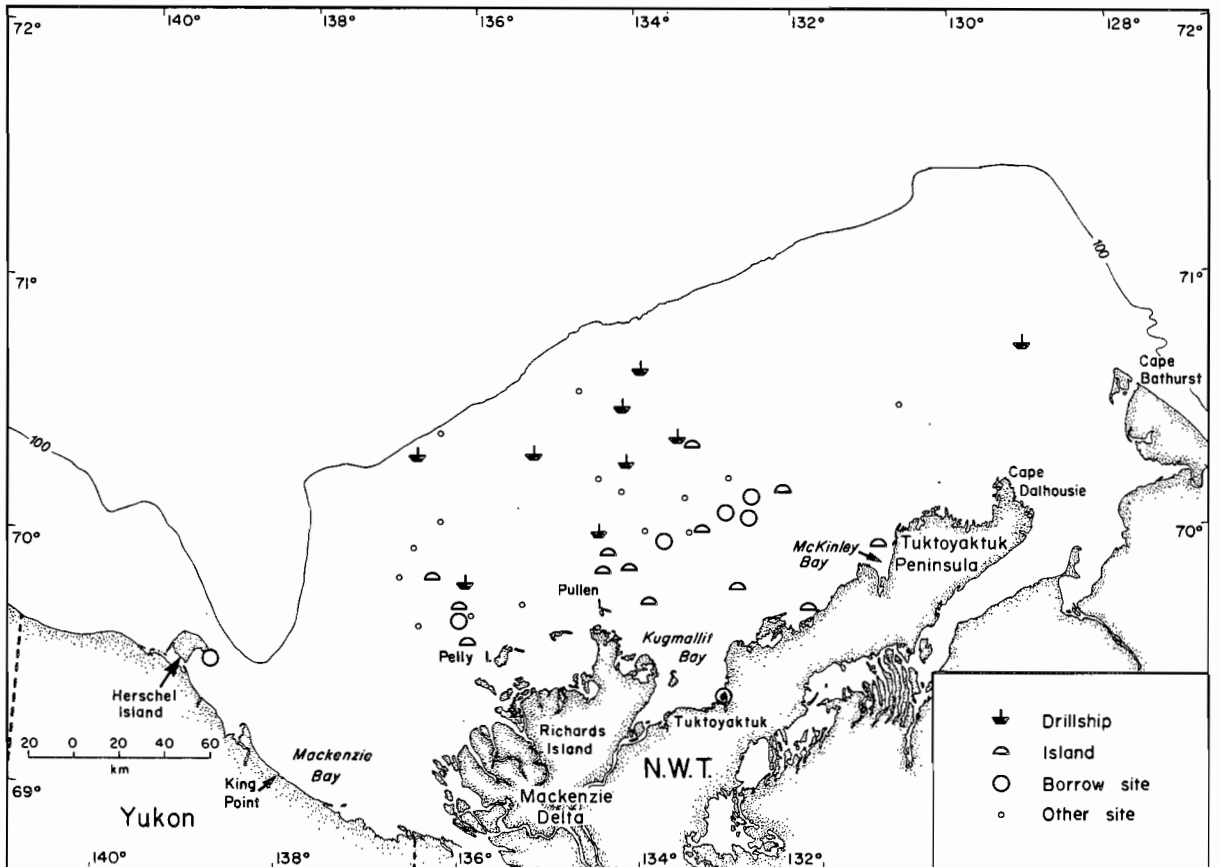 140° 138° 136° 134° 132° 130° 128°
72° 72°
100
71° 71°
Cape
Bathurst
100
Cape
Dalhousie
70° 70°
McKinley
Bay
Tuktoyaktuk
Peninsula
Pullen
Kugmallit
Bay
Pelly I.
Herschel
Island
Tuktoyaktuk
Richards
Island
20 0 20 40 60
km
Mackenzie
Bay
N.W.T.
King
Point
69°
Mackenzie
Delta
Yukon
Drillship
Island
Borrow site
Other site
140° 138° 136° 134° 132°